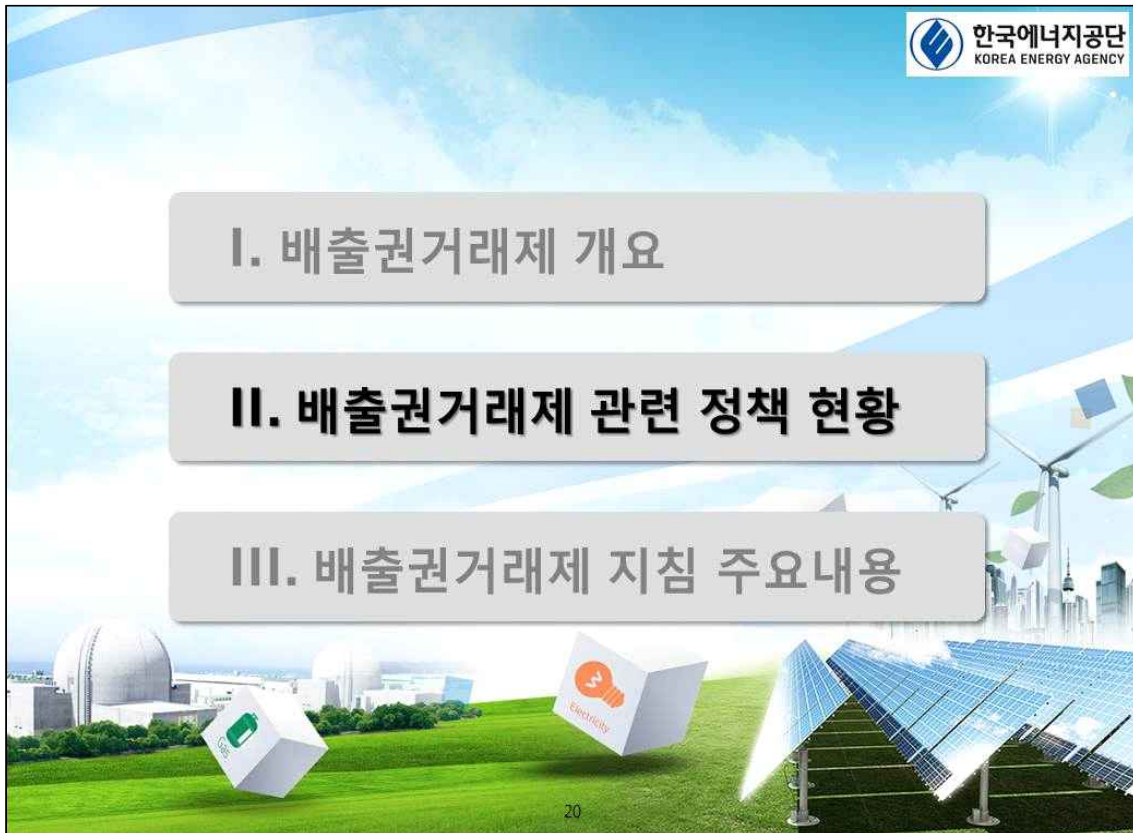 한국에너지공단
KOREA ENERGY AGENCY
I. 배출권거래제 개요
II. 배출권거래제 관련 정책 현황
III. 배출권거래제 지침 주요내용
Gas
Electricity
20